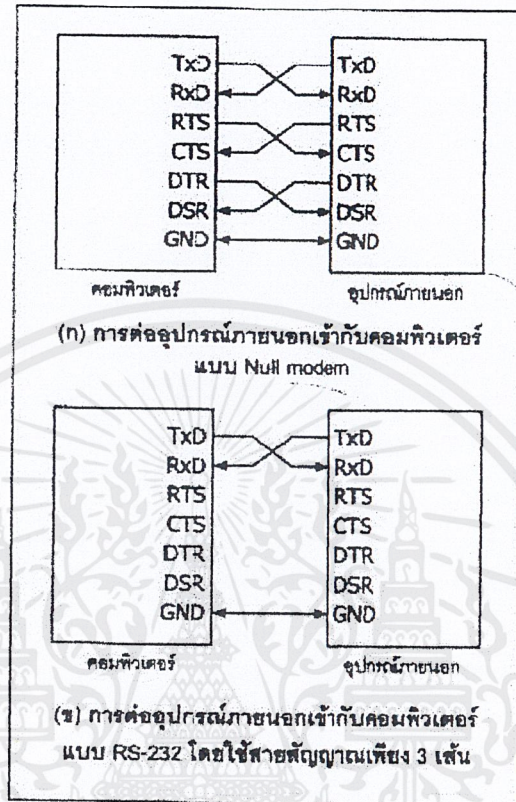 TxD TxD
RxD RxD
RTS RTS
CTS CTS
DTR DTR
DSR DSR
GND GND
คอมพิวเตอร์ อุปกรณ์ภายนอก
(ก) การต่ออุปกรณ์ภายนอกเข้ากับคอมพิวเตอร์
แบบ Null modem
TxD TxD
RxD RxD
RTS RTS
CTS CTS
DTR DTR
DSR DSR
GND GND
คอมพิวเตอร์ อุปกรณ์ภายนอก
(ข) การต่ออุปกรณ์ภายนอกเข้ากับคอมพิวเตอร์
แบบ RS-232 โดยใช้สายสัญญาณเพียง 3 เส้น